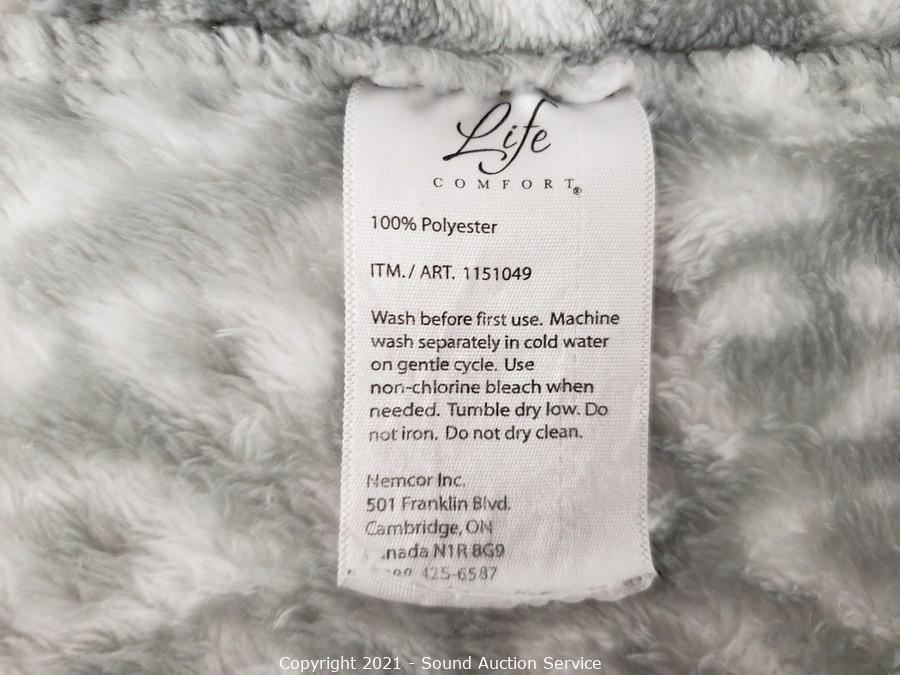 Life
COMFORT®
100% Polyester
ITM./ ART. 1151049
Wash before first use. Machine
wash separately in cold water
on gentle cycle. Use
non-chlorine bleach when
needed. Tumble dry low. Do
not iron. Do not dry clean.
Nemcor Inc.
501 Franklin Blvd.
Cambridge, ON
nada N1R 8G9
425-6587
Copyright 2021 - Sound Auction Service